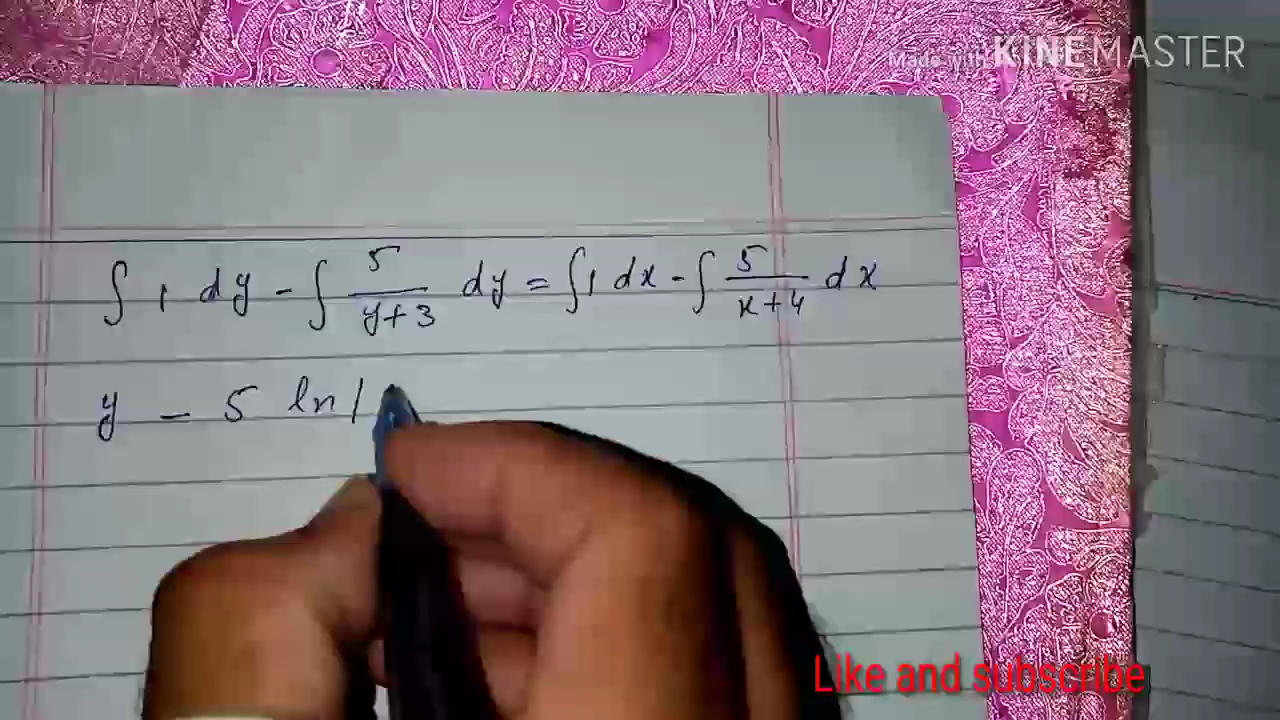 Made with KINEMASTER
∫ 1 dy - ∫ 5/(y+3) dy = ∫ 1 dx - ∫ 5/(x+4) dx
y - 5 ln |
Like and subscribe